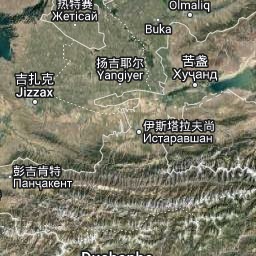 热特赛
Жетісай
Olmaliq
Buka
扬吉耶尔
Yangiyer
苦盏
Хуҷанд
吉扎克
Jizzax
伊斯塔拉夫尚
Истаравшан
彭吉肯特
Панҷакент